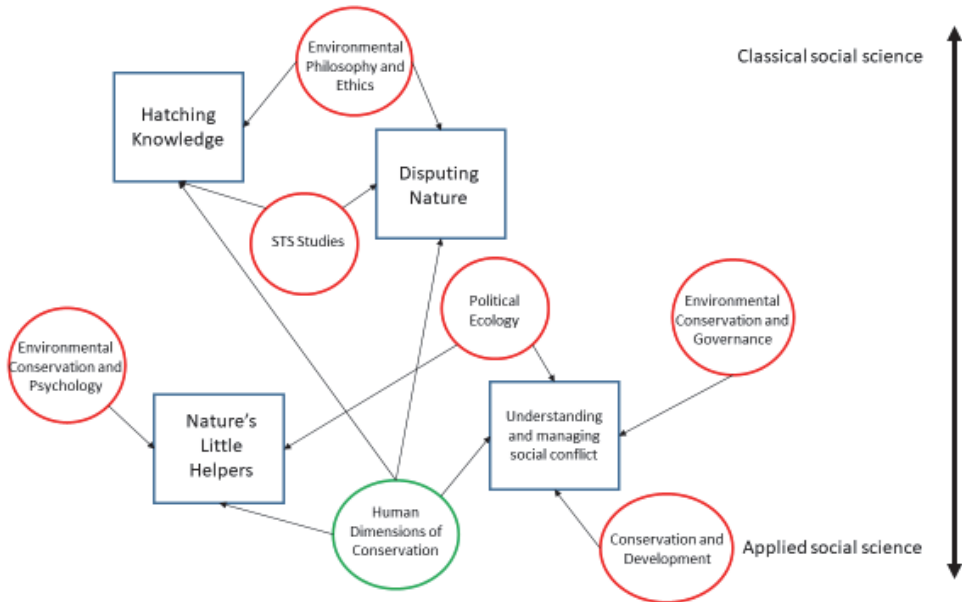 Environmental
Philosophy and
Ethics
Classical social science
Hatching
Knowledge
Disputing
Nature
STS Studies
Political
Ecology
Environmental
Conservation and
Governance
Environmental
Conservation and
Psychology
Nature's
Little
Helpers
Understanding
and managing
social conflict
Human
Dimensions of
Conservation
Conservation and
Development
Applied social science